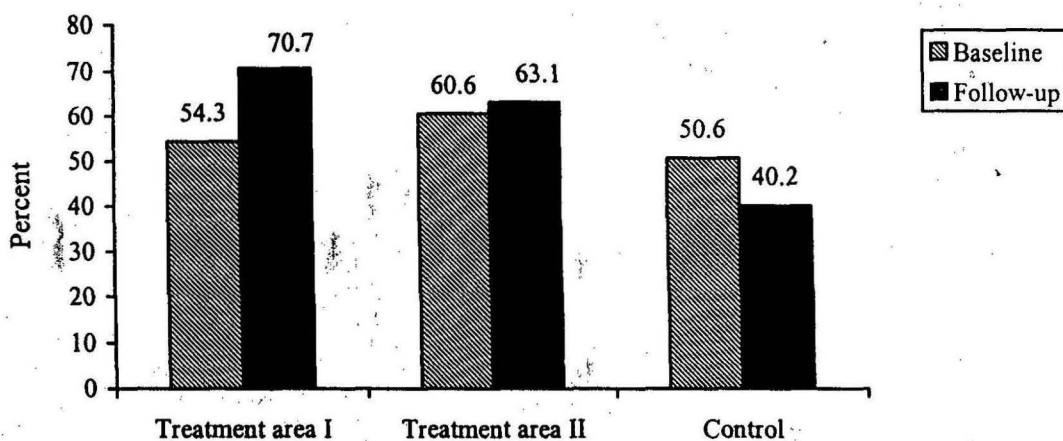 80
70
60
50
40
30
20
10
0
Percent
54.3
70.7
60.6
63.1
50.6
40.2
Treatment area I
Treatment area II
Control
Baseline
Follow-up